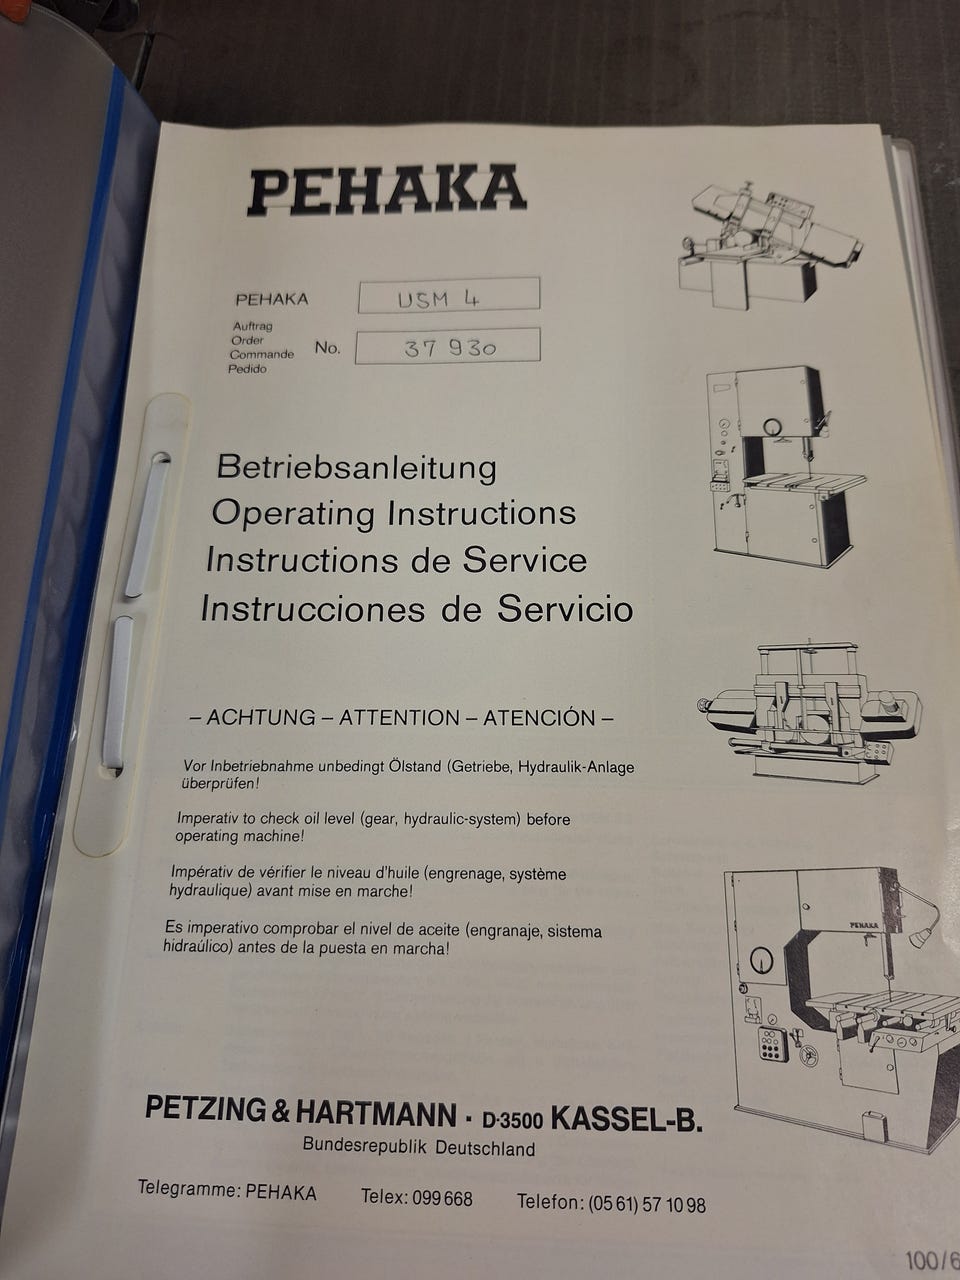 PEHAKA
PEHAKA USM 4
Auftrag
Order
Commande
Pedido
No. 37 930
Betriebsanleitung
Operating Instructions
Instructions de Service
Instrucciones de Servicio
– ACHTUNG – ATTENTION – ATENCIÓN –
Vor Inbetriebnahme unbedingt Ölstand (Getriebe, Hydraulik-Anlage
überprüfen!
Imperativ to check oil level (gear, hydraulic-system) before
operating machine!
Impérativ de vérifier le niveau d'huile (engrenage, système
hydraulique) avant mise en marche!
Es imperativo comprobar el nivel de aceite (engranaje, sistema
hidraúlico) antes de la puesta en marcha!
PEHAKA
PETZING & HARTMANN · D-3500 KASSEL-B.
Bundesrepublik Deutschland
Telegramme: PEHAKA Telex: 099 668 Telefon: (05 61) 57 10 98
100/6